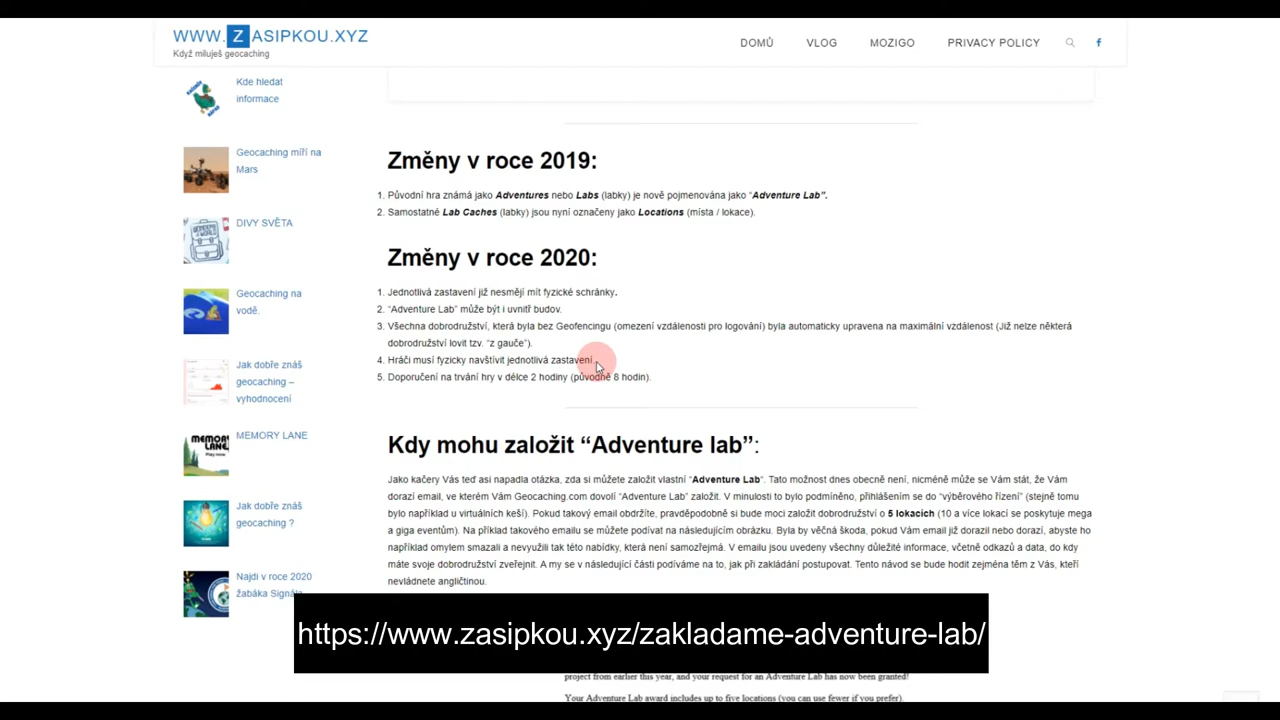 WWW.ZASIPKOU.XYZ
Když miluješ geocaching
DOMŮ VLOG MOZIGO PRIVACY POLICY
Kde hledat
informace
Geocaching míří na
Mars
DIVY SVĚTA
Geocaching na
vodě.
Jak dobře znáš
geocaching –
vyhodnocení
MEMORY LANE
Jak dobře znáš
geocaching ?
Najdi v roce 2020
žabáka Signála
Změny v roce 2019:
1. Původní hra známá jako Adventures nebo Labs (labky) je nově pojmenována jako “Adventure Lab”.
2. Samostatné Lab Caches (labky) jsou nyní označeny jako Locations (místa / lokace).
Změny v roce 2020:
1. Jednotlivá zastavení již nesmějí mít fyzické schránky.
2. “Adventure Lab” může být i uvnitř budov.
3. Všechna dobrodružství, která byla bez Geofencingu (omezení vzdálenosti pro logování) byla automaticky upravena na maximální vzdálenost (Již nelze některá
dobrodružství lovit tzv. “z gauče”).
4. Hráči musí fyzicky navštívit jednotlivá zastavení.
5. Doporučení na trvání hry v délce 2 hodiny (původně 8 hodin).
Kdy mohu založit “Adventure lab”:
Jako kačery Vás teď asi napadla otázka, zda si můžete založit vlastní “Adventure Lab”. Tato možnost dnes obecně není, nicméně může se Vám stát, že Vám
dorazí email, ve kterém Vám Geocaching.com dovolí “Adventure Lab” založit. V minulosti to bylo podmíněno, přihlášením se do “výběrového řízení” (stejně tomu
bylo například u virtuálních keší). Pokud takový email obdržíte, pravděpodobně si bude moci založit dobrodružství o 5 lokacích (10 a více lokací se poskytuje mega
a giga eventům). Na příklad takového emailu se můžete podívat na následujícím obrázku. Byla by věčná škoda, pokud Vám email již dorazil nebo dorazí, abyste ho
například omylem smazali a nevyužili tak této nabídky, která není samozřejmá. V emailu jsou uvedeny všechny důležité informace, včetně odkazů a data, do kdy
máte svoje dobrodružství zveřejnit. A my se v následující části podíváme na to, jak při zakládání postupovat. Tento návod se bude hodit zejména těm z Vás, kteří
nevládnete angličtinou.
https://www.zasipkou.xyz/zakladame-adventure-lab/
project from earlier this year, and your request for an Adventure Lab has now been granted!
Your Adventure Lab award includes up to five locations (you can use fewer if you prefer).